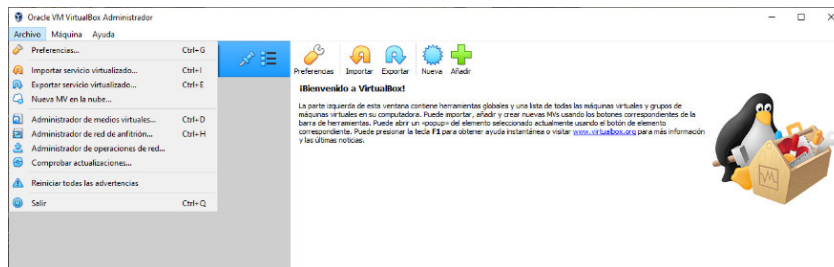 Oracle VM VirtualBox Administrador
Archivo Máquina Ayuda
Preferencias... Ctrl+G
Importar servicio virtualizado... Ctrl+I
Exportar servicio virtualizado... Ctrl+E
Nueva MV en la nube...
Administrador de medios virtuales... Ctrl+D
Administrador de red de anfitrión... Ctrl+H
Administrador de operaciones de red...
Comprobar actualizaciones...
Reiniciar todas las advertencias
Salir Ctrl+Q
Preferencias Importar Exportar Nueva Añadir
¡Bienvenido a VirtualBox!
La parte izquierda de esta ventana contiene herramientas globales y una lista de todas las máquinas virtuales y grupos de
máquinas virtuales en su computadora. Puede importar, añadir y crear nuevas MVs usando los botones correspondientes de la
barra de herramientas. Puede abrir un «popup» del elemento seleccionado actualmente usando el botón de elemento
correspondiente. Puede presionar la tecla F1 para obtener ayuda instantánea o visitar www.virtualbox.org para más información
y las últimas noticias.